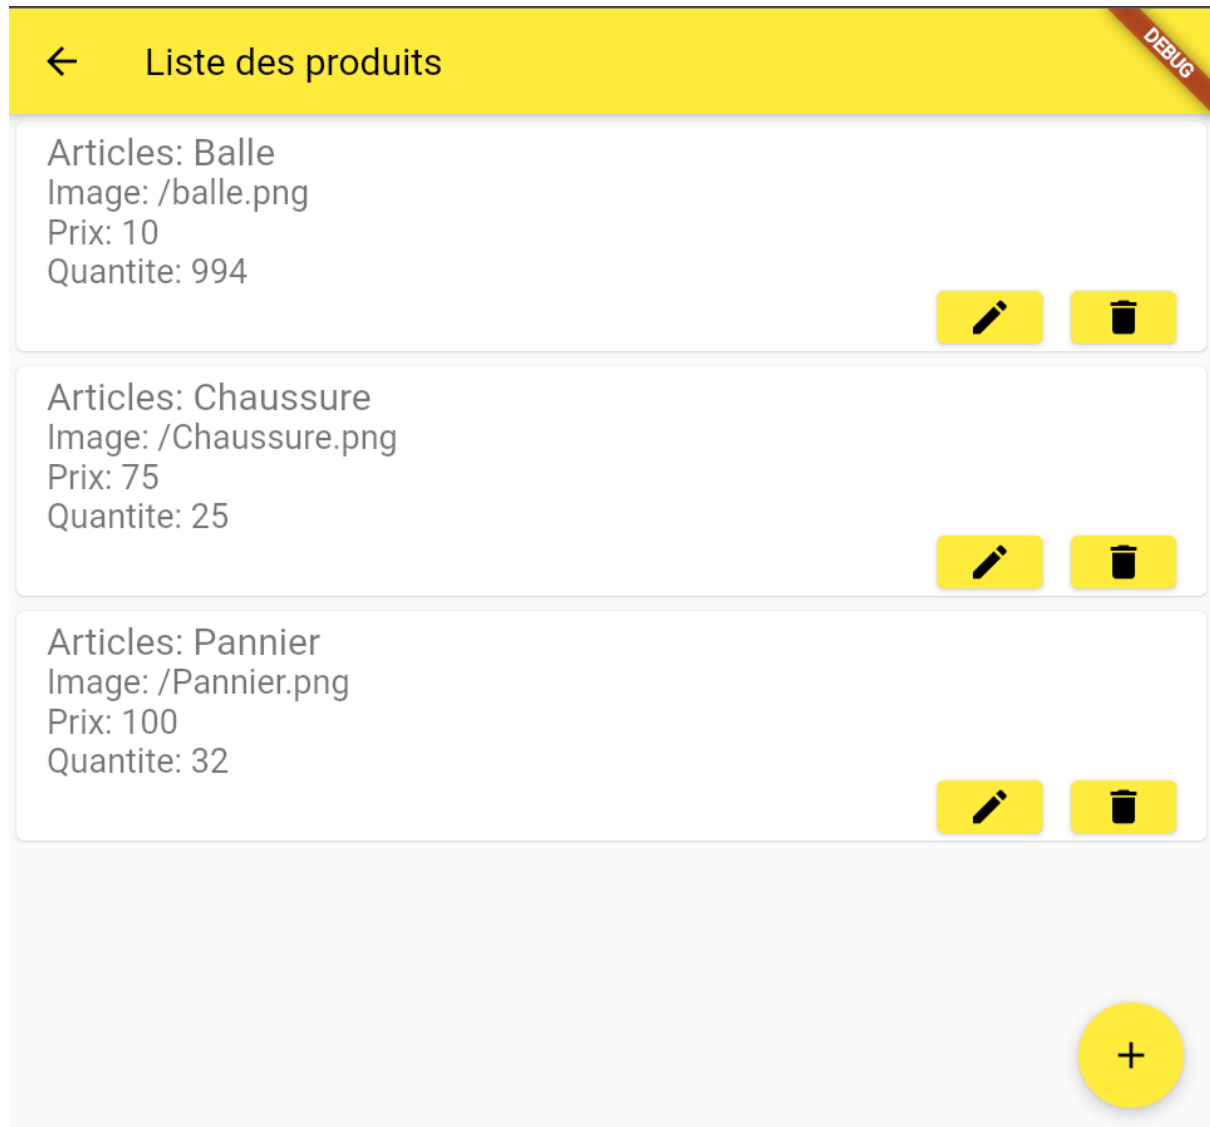 Liste des produits
DEBUG
Articles: Balle
Image: /balle.png
Prix: 10
Quantite: 994
Articles: Chaussure
Image: /Chaussure.png
Prix: 75
Quantite: 25
Articles: Pannier
Image: /Pannier.png
Prix: 100
Quantite: 32